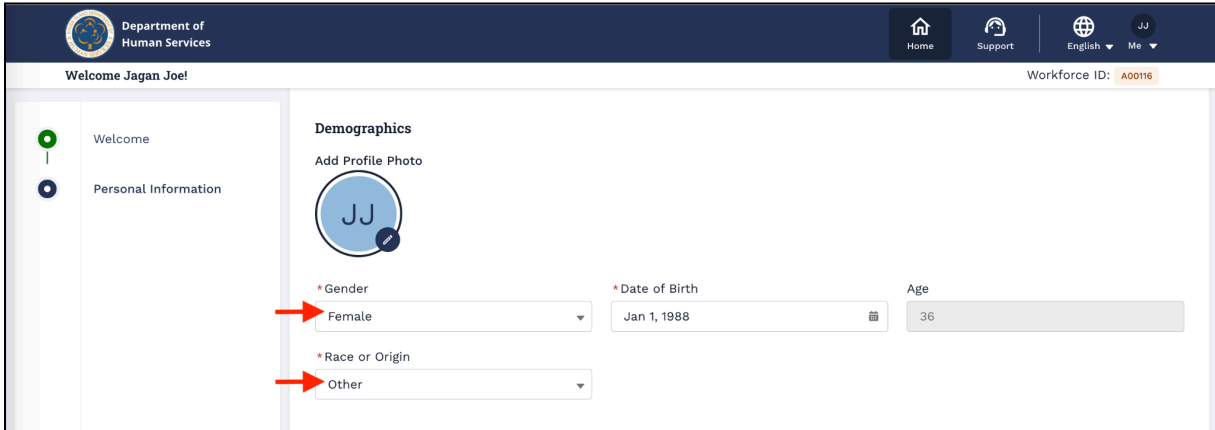 Department of
Human Services
Home
Support
English
JJ
Me
Welcome Jagan Joe!
Workforce ID: A00116
Welcome
Personal Information
Demographics
Add Profile Photo
JJ
*Gender
*Date of Birth
Age
Female
Jan 1, 1988
36
*Race or Origin
Other